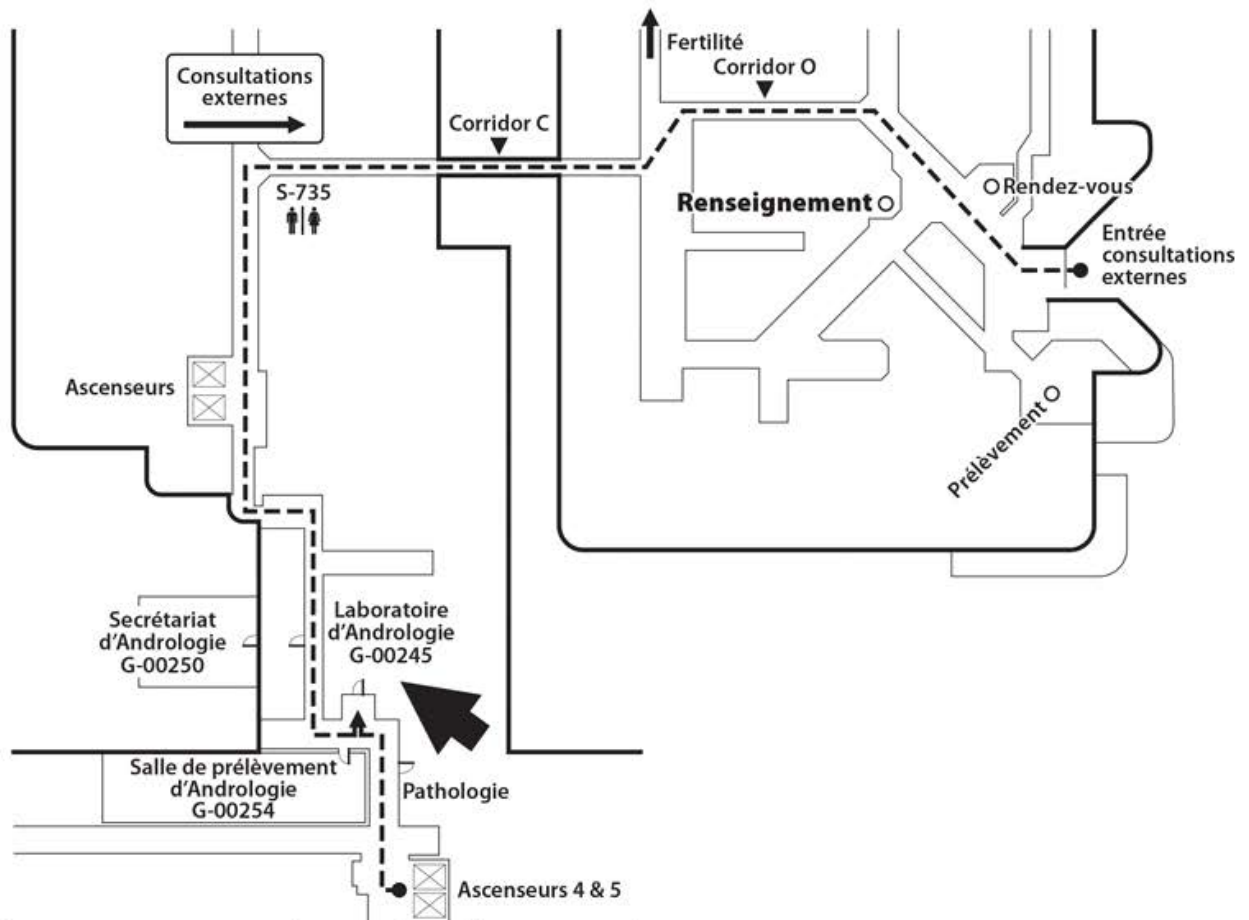 Fertilité
Consultations
externes
Corridor O
Corridor C
S-735
Renseignement
Rendez-vous
Entrée
consultations
externes
Ascenseurs
Prélèvement
Secrétariat
d'Andrologie
G-00250
Laboratoire
d'Andrologie
G-00245
Salle de prélèvement
d'Andrologie
G-00254
Pathologie
Ascenseurs 4 & 5